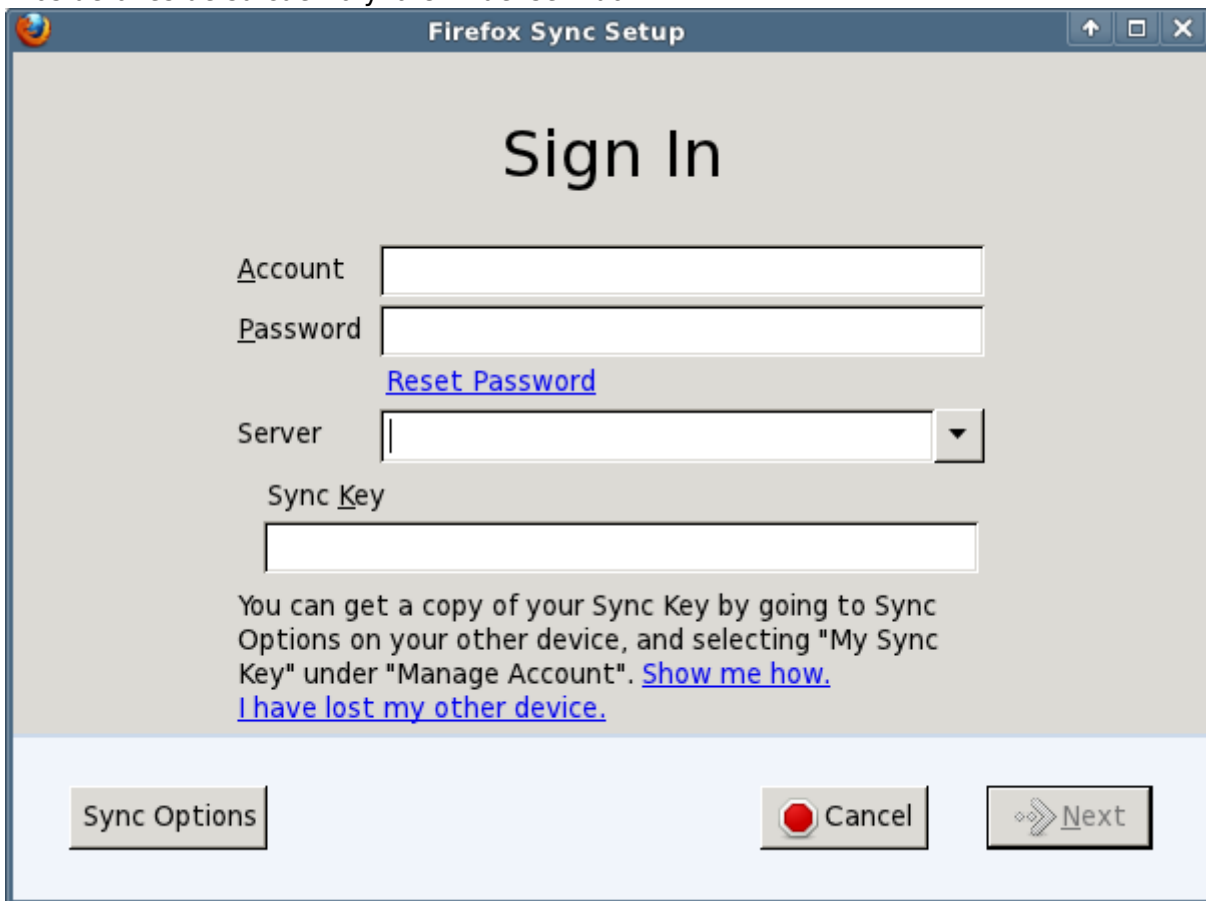 Firefox Sync Setup
Sign In
Account
Password
Reset Password
Server
Sync Key
You can get a copy of your Sync Key by going to Sync
Options on your other device, and selecting "My Sync
Key" under "Manage Account". Show me how.
I have lost my other device.
Sync Options
Cancel
Next